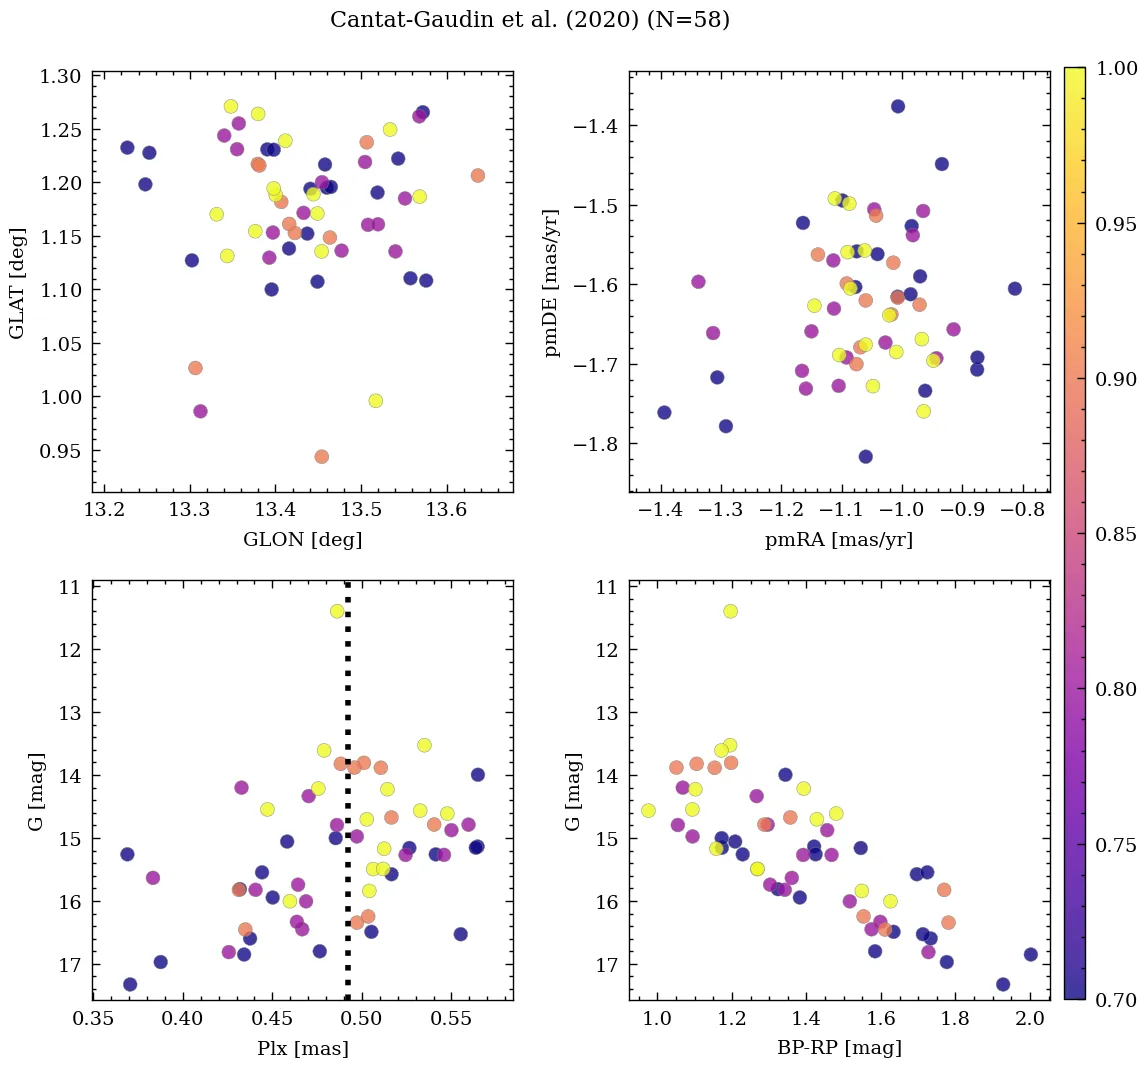 Cantat-Gaudin et al. (2020) (N=58)
1.30
1.25
1.20
1.15
1.10
1.05
1.00
0.95
GLAT [deg]
13.2 13.3 13.4 13.5 13.6
GLON [deg]
−1.4
−1.5
−1.6
−1.7
−1.8
pmDE [mas/yr]
−1.4 −1.3 −1.2 −1.1 −1.0 −0.9 −0.8
pmRA [mas/yr]
11
12
13
14
15
16
17
G [mag]
0.35 0.40 0.45 0.50 0.55
Plx [mas]
11
12
13
14
15
16
17
G [mag]
1.0 1.2 1.4 1.6 1.8 2.0
BP-RP [mag]
1.00
0.95
0.90
0.85
0.80
0.75
0.70